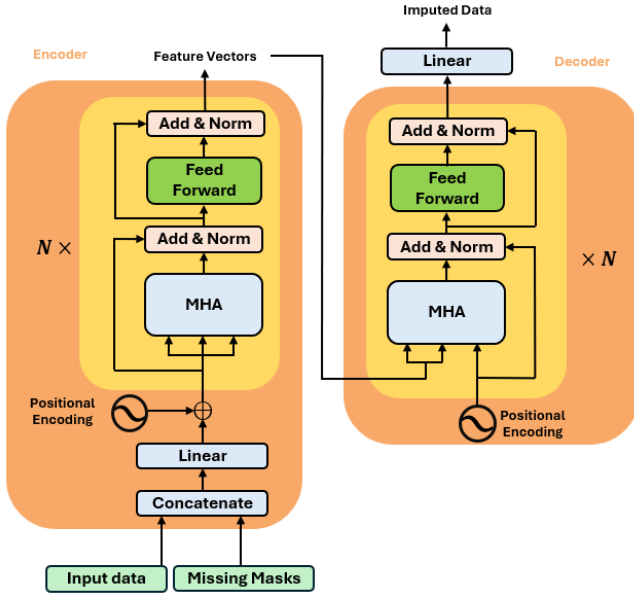 Encoder
Feature Vectors
Add & Norm
Feed
Forward
Add & Norm
N ×
MHA
Positional
Encoding
Linear
Concatenate
Input data
Missing Masks
Imputed Data
Linear
Decoder
Add & Norm
Feed
Forward
Add & Norm
× N
MHA
Positional
Encoding